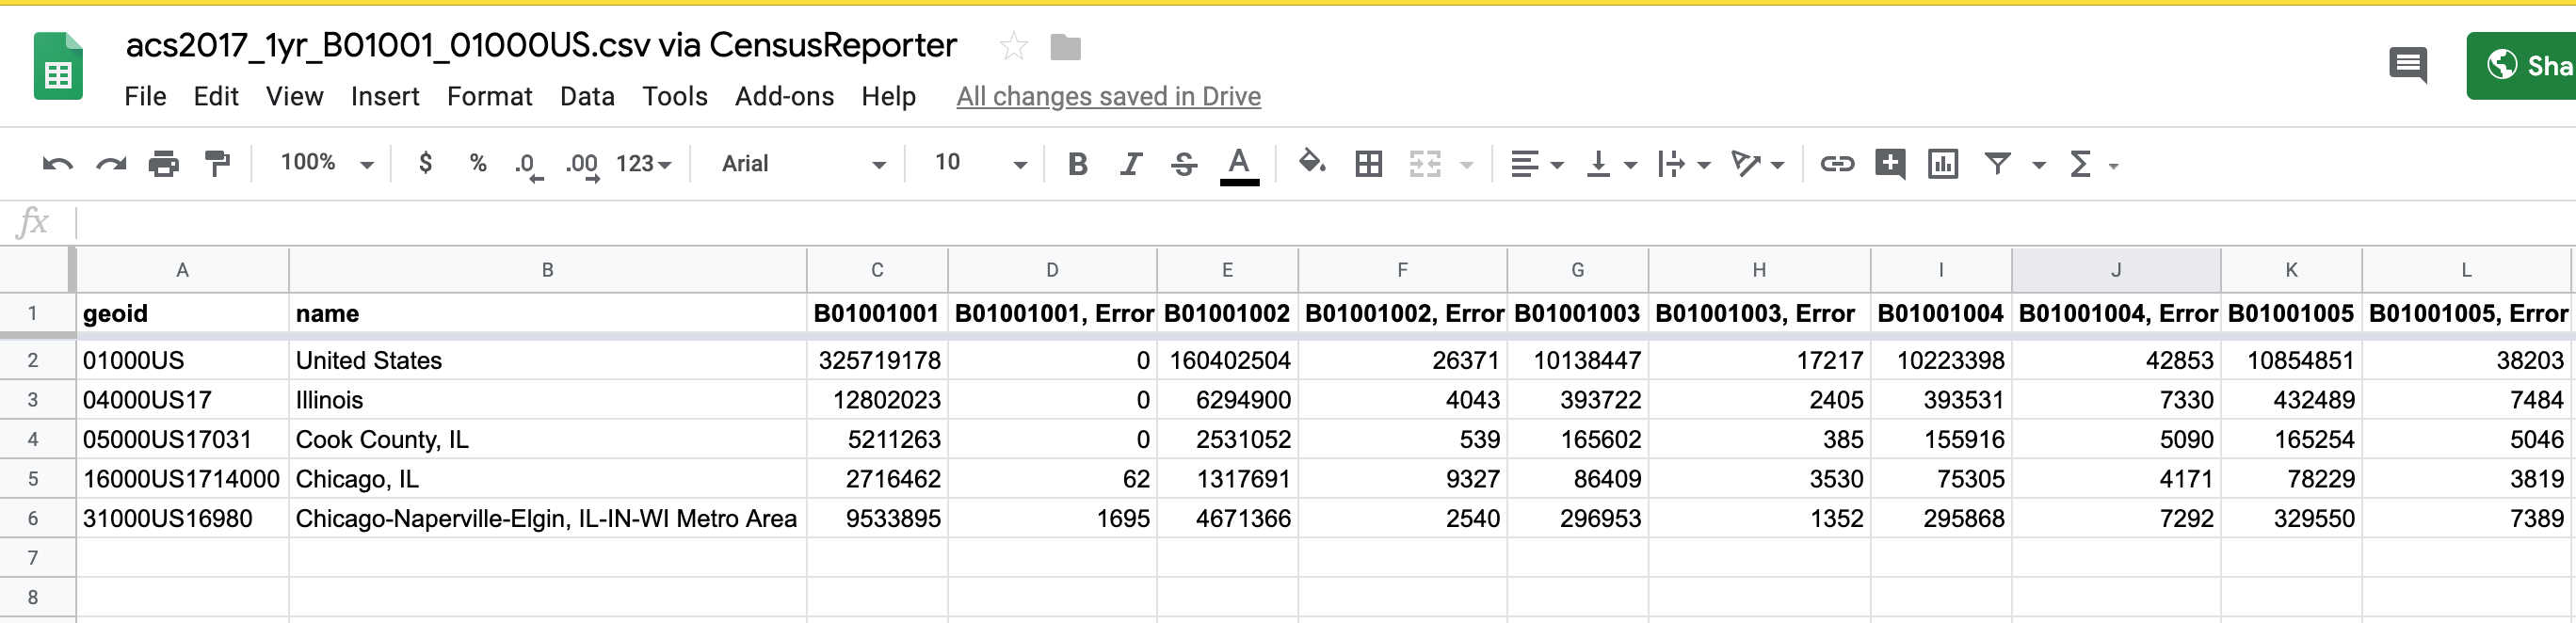 acs2017_1yr_B01001_01000US.csv via CensusReporter
File Edit View Insert Format Data Tools Add-ons Help All changes saved in Drive
Sha
100% $ % .0 .00 123 Arial 10 B I S A Σ
fx
A B C D E F G H I J K L
1 geoid name B01001001 B01001001, Error B01001002 B01001002, Error B01001003 B01001003, Error B01001004 B01001004, Error B01001005 B01001005, Error
2 01000US United States 325719178 0 160402504 26371 10138447 17217 10223398 42853 10854851 38203
3 04000US17 Illinois 12802023 0 6294900 4043 393722 2405 393531 7330 432489 7484
4 05000US17031 Cook County, IL 5211263 0 2531052 539 165602 385 155916 5090 165254 5046
5 16000US1714000 Chicago, IL 2716462 62 1317691 9327 86409 3530 75305 4171 78229 3819
6 31000US16980 Chicago-Naperville-Elgin, IL-IN-WI Metro Area 9533895 1695 4671366 2540 296953 1352 295868 7292 329550 7389
7
8